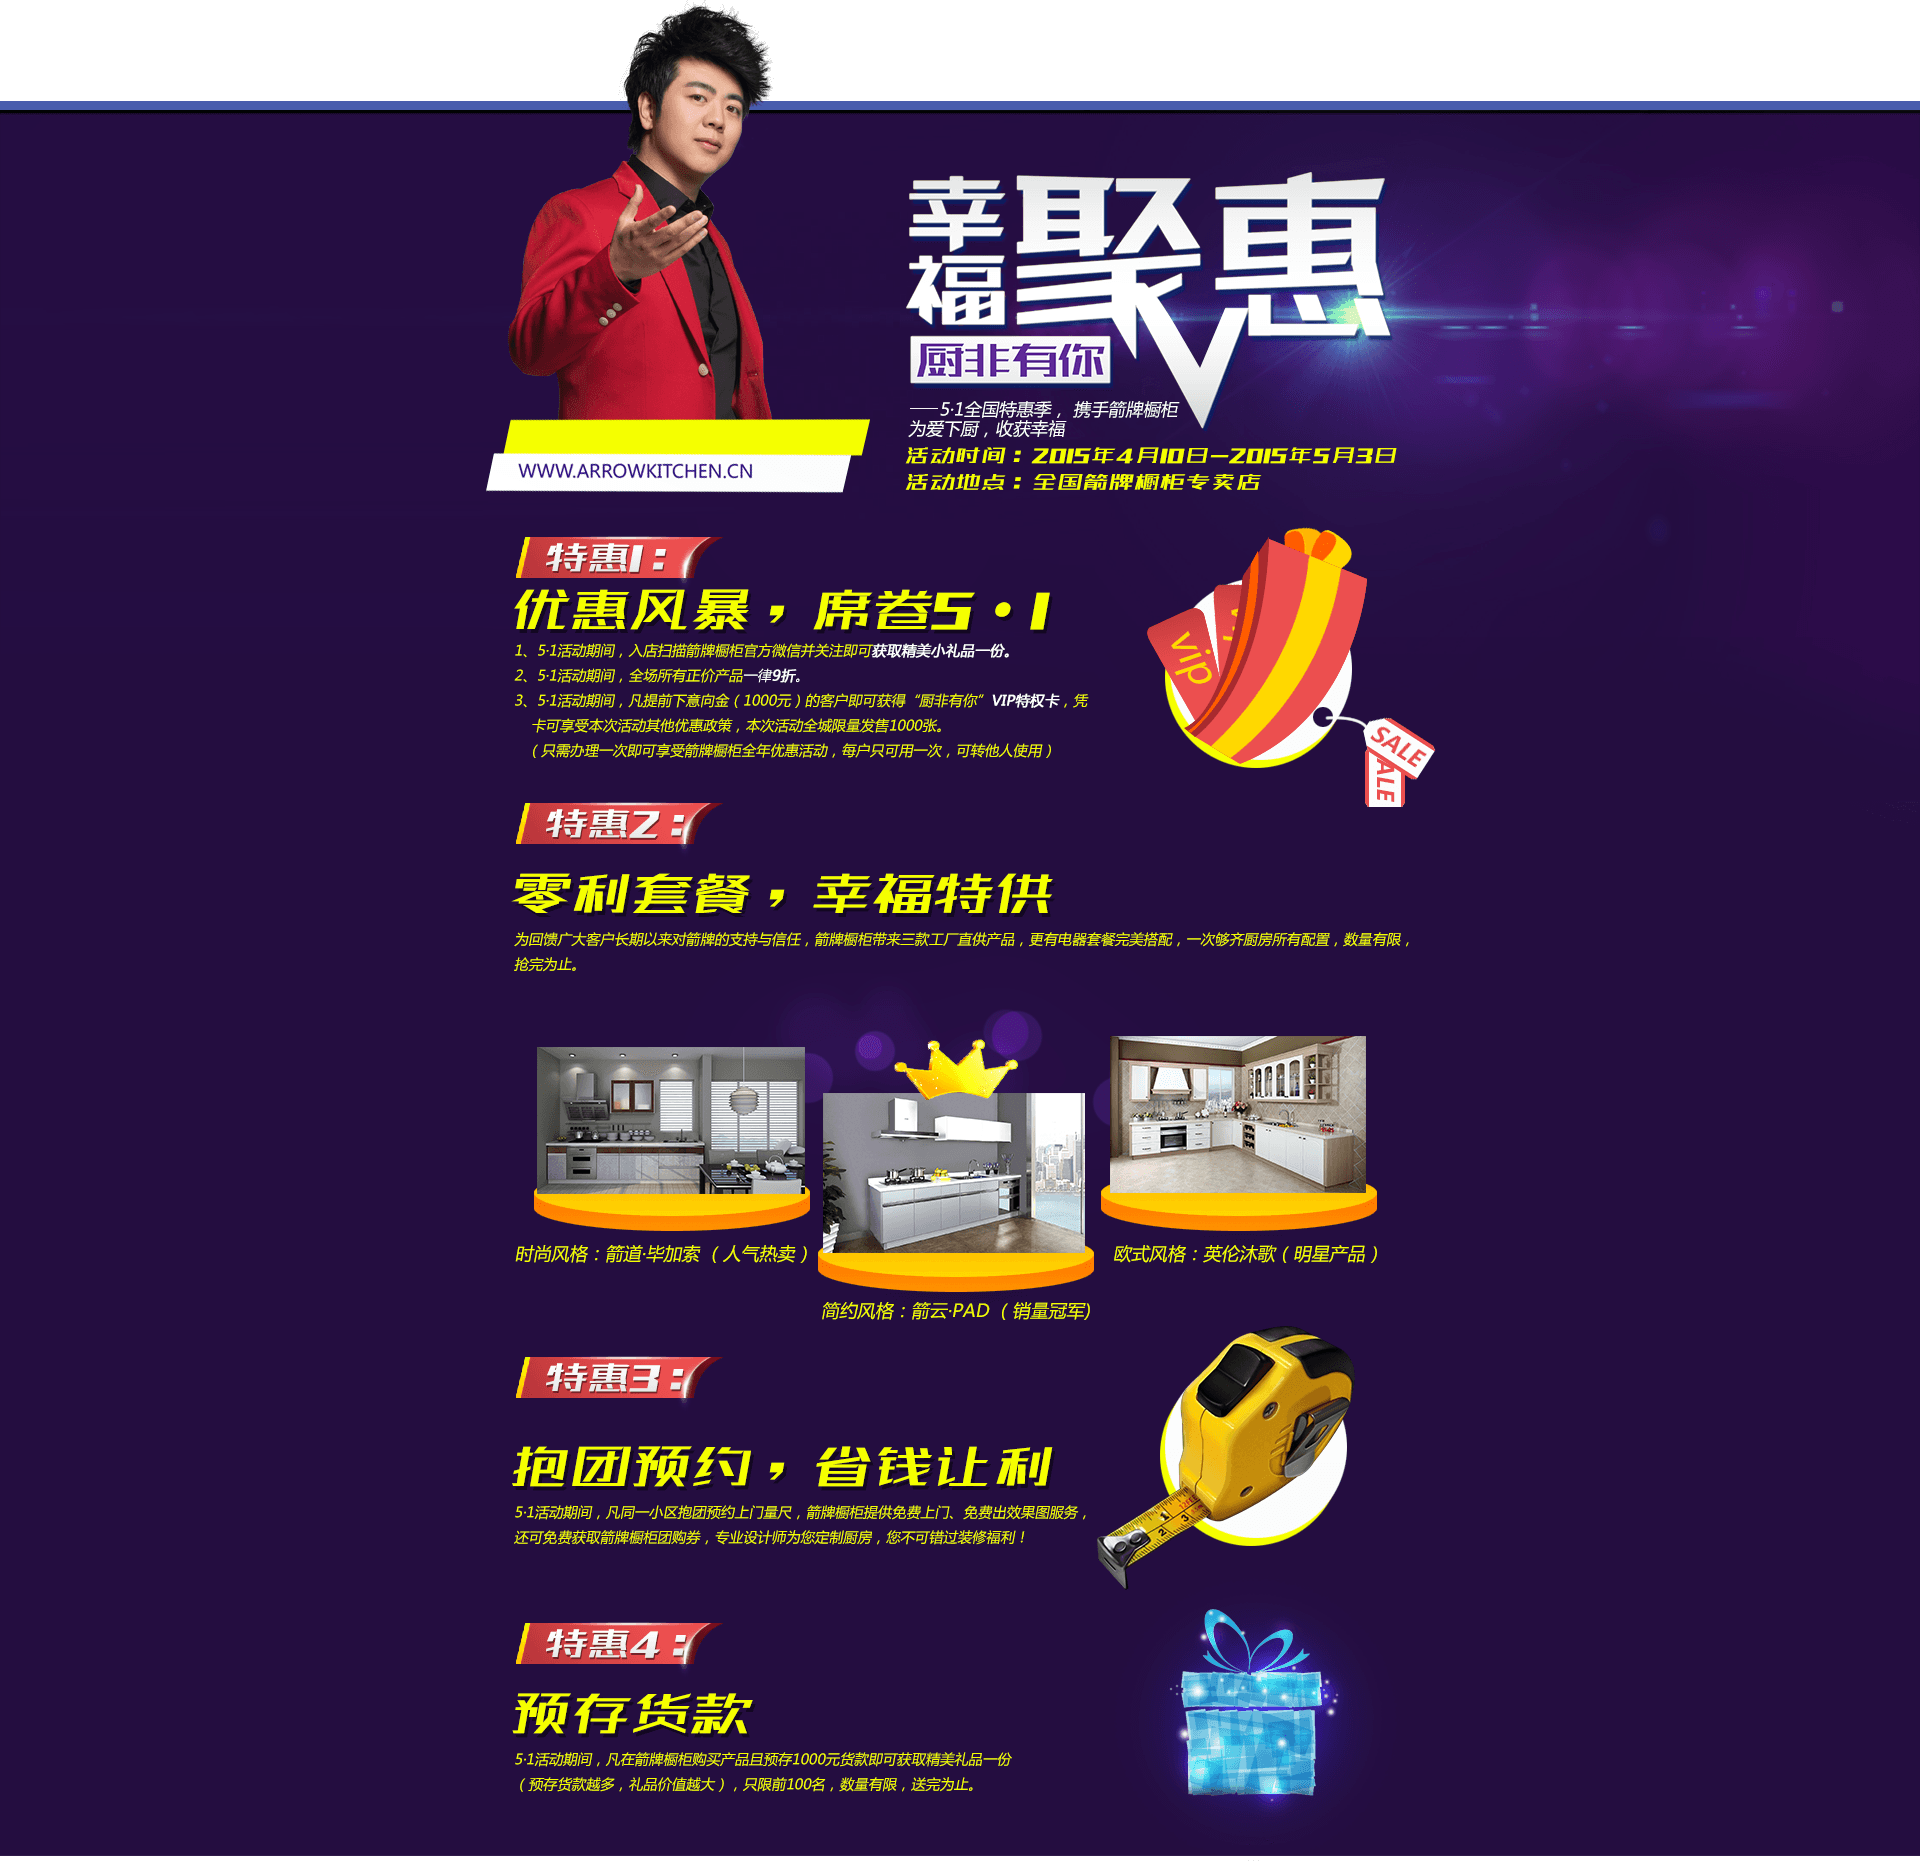 幸福聚惠
厨非有你
——5·1全国特惠季，携手箭牌橱柜
为爱下厨，收获幸福
活动时间：2015年4月10日—2015年5月3日
活动地点：全国箭牌橱柜专卖店
WWW.ARROWKITCHEN.CN
特惠1：
优惠风暴，席卷5·1
1、5·1活动期间，入店扫描箭牌橱柜官方微信并关注即可获取精美小礼品一份。
2、5·1活动期间，全场所有正价产品一律9折。
3、5·1活动期间，凡提前下意向金（1000元）的客户即可获得“厨非有你”VIP特权卡，凭
卡可享受本次活动其他优惠政策，本次活动全城限量发售1000张。
（只需办理一次即可享受箭牌橱柜全年优惠活动，每户只可用一次，可转他人使用）
vip
SALE
ALE
特惠2：
零利套餐，幸福特供
为回馈广大客户长期以来对箭牌的支持与信任，箭牌橱柜带来三款工厂直供产品，更有电器套餐完美搭配，一次够齐厨房所有配置，数量有限，
抢完为止。
时尚风格：箭道·毕加索（人气热卖）
简约风格：箭云·PAD（销量冠军)
欧式风格：英伦沐歌（明星产品）
特惠3：
抱团预约，省钱让利
5·1活动期间，凡同一小区抱团预约上门量尺，箭牌橱柜提供免费上门、免费出效果图服务，
还可免费获取箭牌橱柜团购券，专业设计师为您定制厨房，您不可错过装修福利！
1 2 3
特惠4：
预存货款
5·1活动期间，凡在箭牌橱柜购买产品且预存1000元货款即可获取精美礼品一份
（预存货款越多，礼品价值越大），只限前100名，数量有限，送完为止。